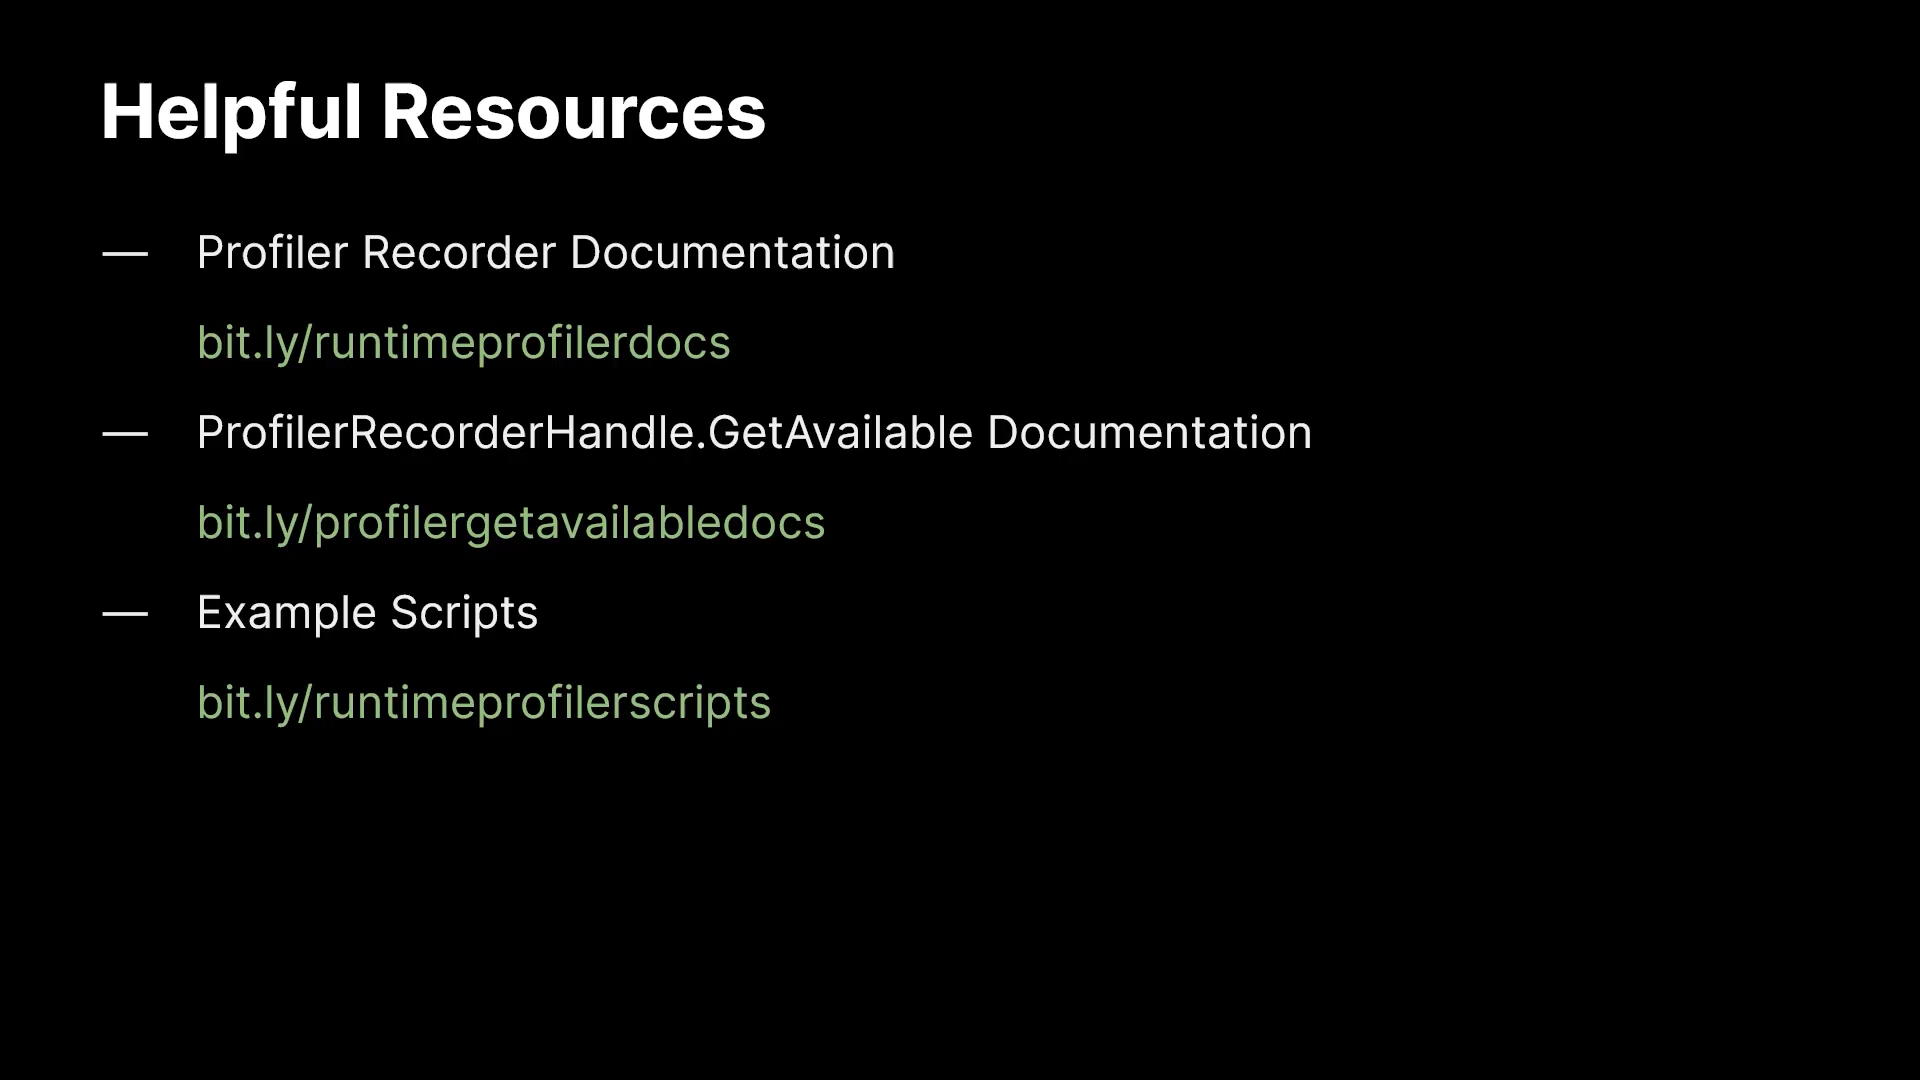 Helpful Resources
— Profiler Recorder Documentation
bit.ly/runtimeprofilerdocs
— ProfilerRecorderHandle.GetAvailable Documentation
bit.ly/profilergetavailabledocs
— Example Scripts
bit.ly/runtimeprofilerscripts